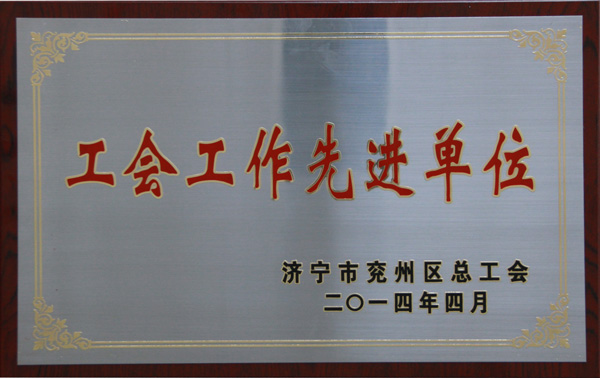 工会工作先进单位
济宁市兖州区总工会
二〇一四年四月